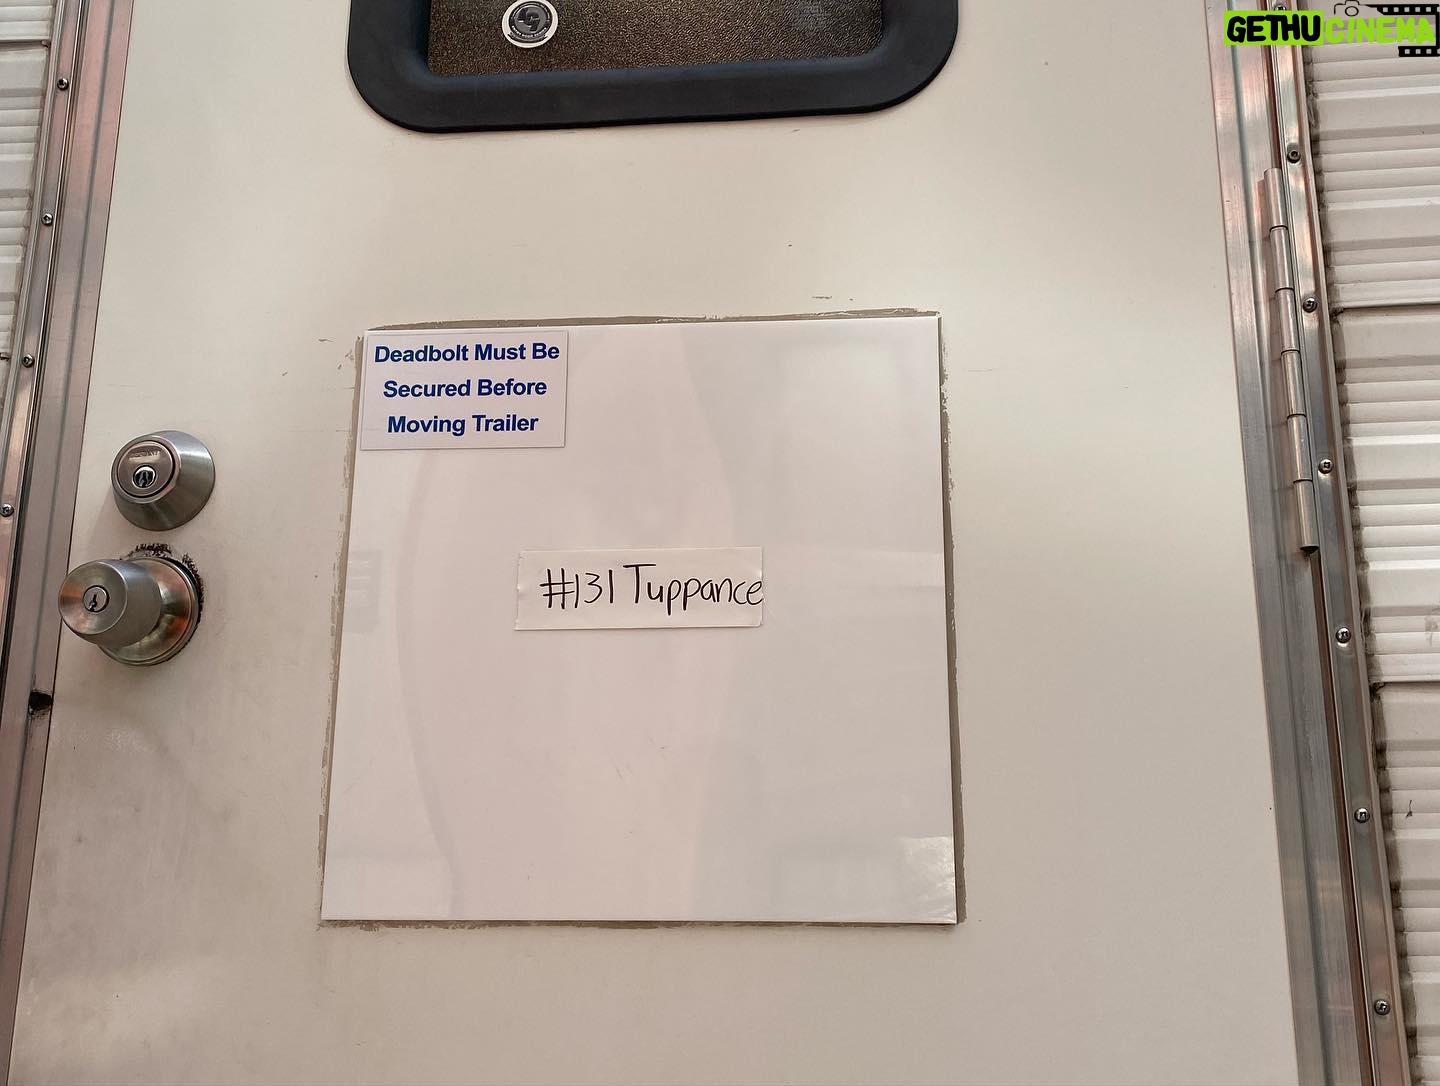 GETHU CINEMA
Deadbolt Must Be
Secured Before
Moving Trailer
#131 Tuppance